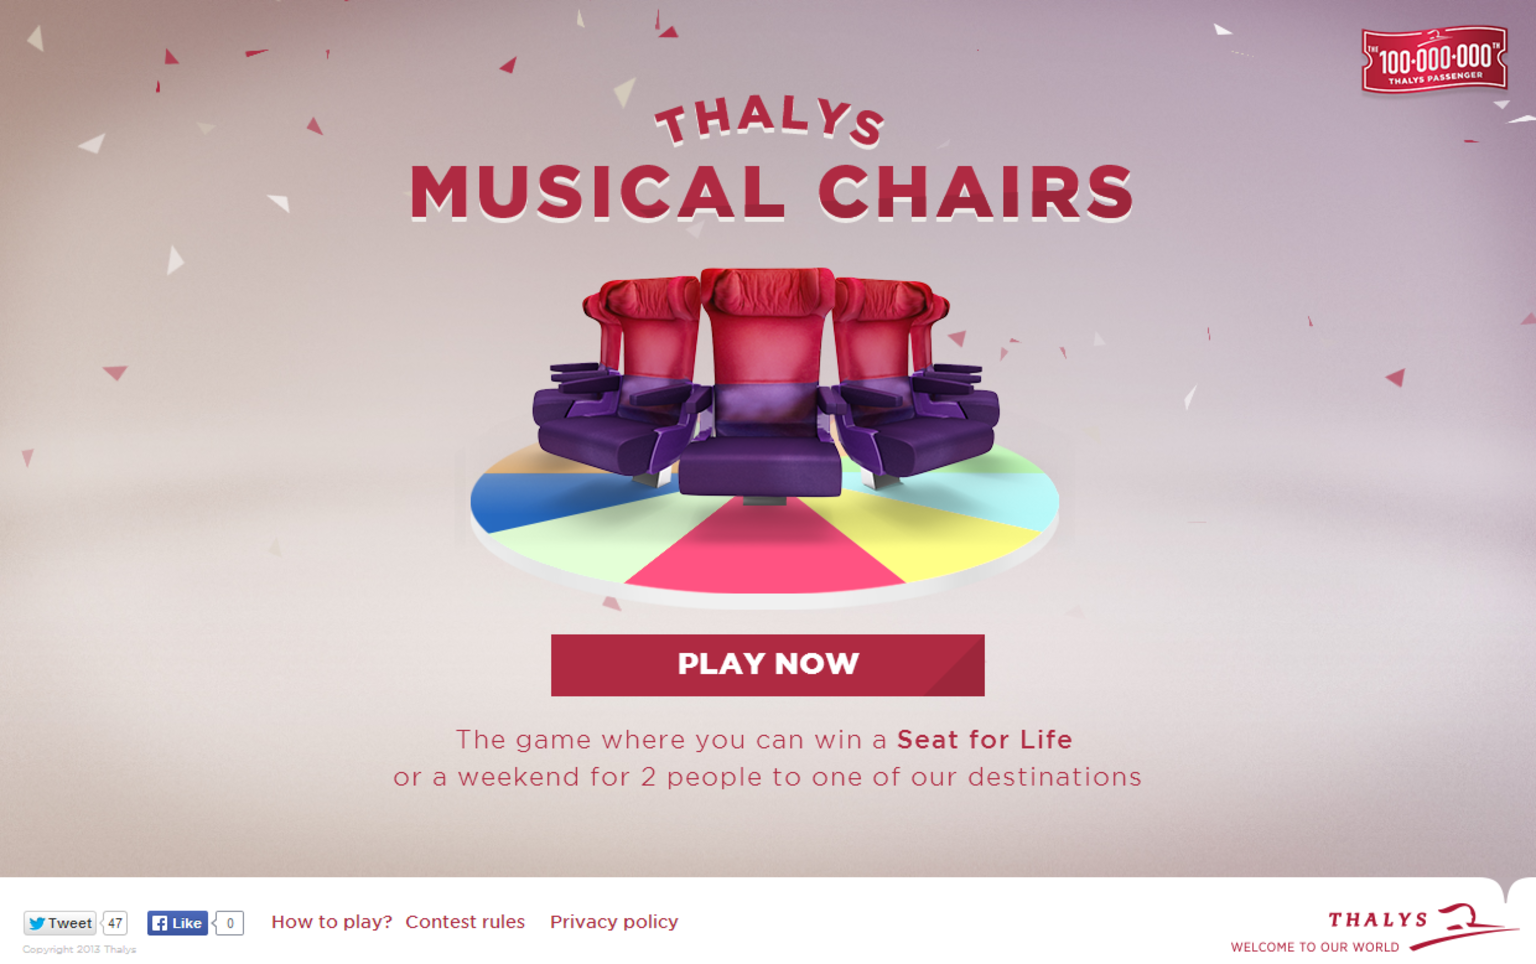 THE 100·000·000TH
THALYS PASSENGER
THALYS
MUSICAL CHAIRS
PLAY NOW
The game where you can win a Seat for Life
or a weekend for 2 people to one of our destinations
Tweet 47 Like 0 How to play? Contest rules Privacy policy
Copyright 2013 Thalys
THALYS
WELCOME TO OUR WORLD